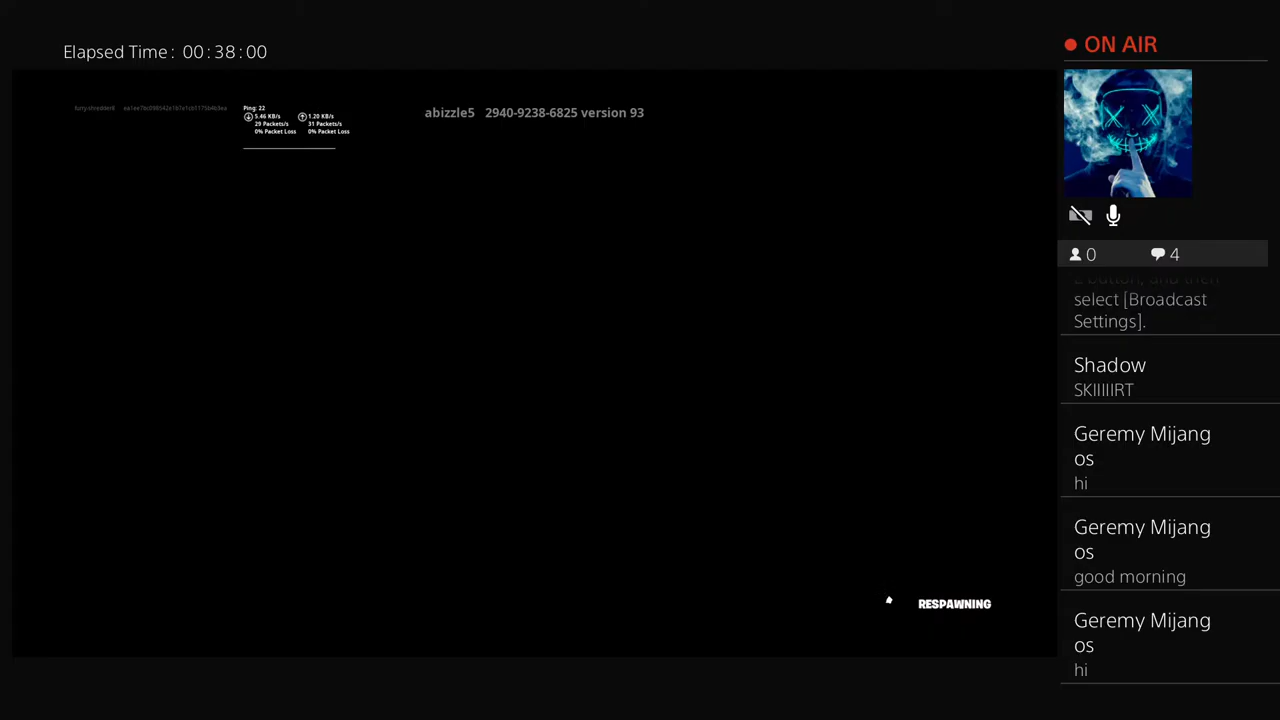 Elapsed Time: 00:38:00
ON AIR
Ping: 22
5.46 KB/s 1.20 KB/s
29 Packets/s 31 Packets/s
0% Packet Loss 0% Packet Loss
abizzle5 2940-9238-6825 version 93
0 4
select [Broadcast
Settings].
Shadow
SKIIIIIRT
Geremy Mijang
os
hi
Geremy Mijang
os
good morning
Geremy Mijang
os
hi
RESPAWNING